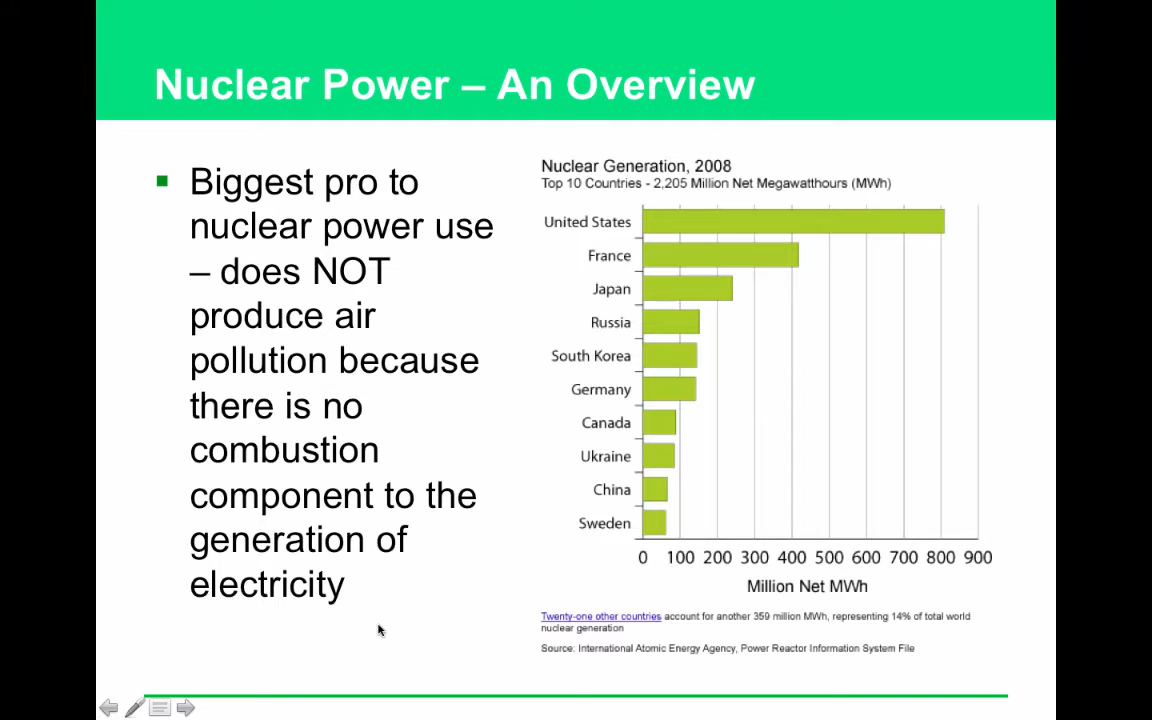 Nuclear Power – An Overview
Biggest pro to
nuclear power use
– does NOT
produce air
pollution because
there is no
combustion
component to the
generation of
electricity
Nuclear Generation, 2008
Top 10 Countries - 2,205 Million Net Megawatthours (MWh)
United States
France
Japan
Russia
South Korea
Germany
Canada
Ukraine
China
Sweden
0 100 200 300 400 500 600 700 800 900
Million Net MWh
Twenty-one other countries account for another 359 million MWh, representing 14% of total world
nuclear generation
Source: International Atomic Energy Agency, Power Reactor Information System File